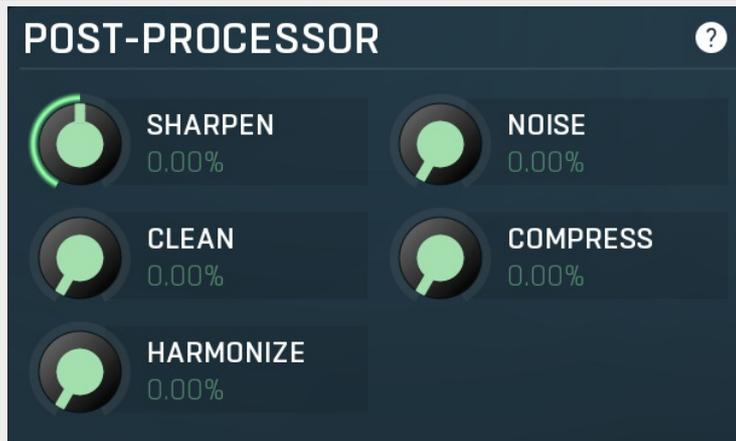 POST-PROCESSOR
?
SHARPEN
0.00%
NOISE
0.00%
CLEAN
0.00%
COMPRESS
0.00%
HARMONIZE
0.00%